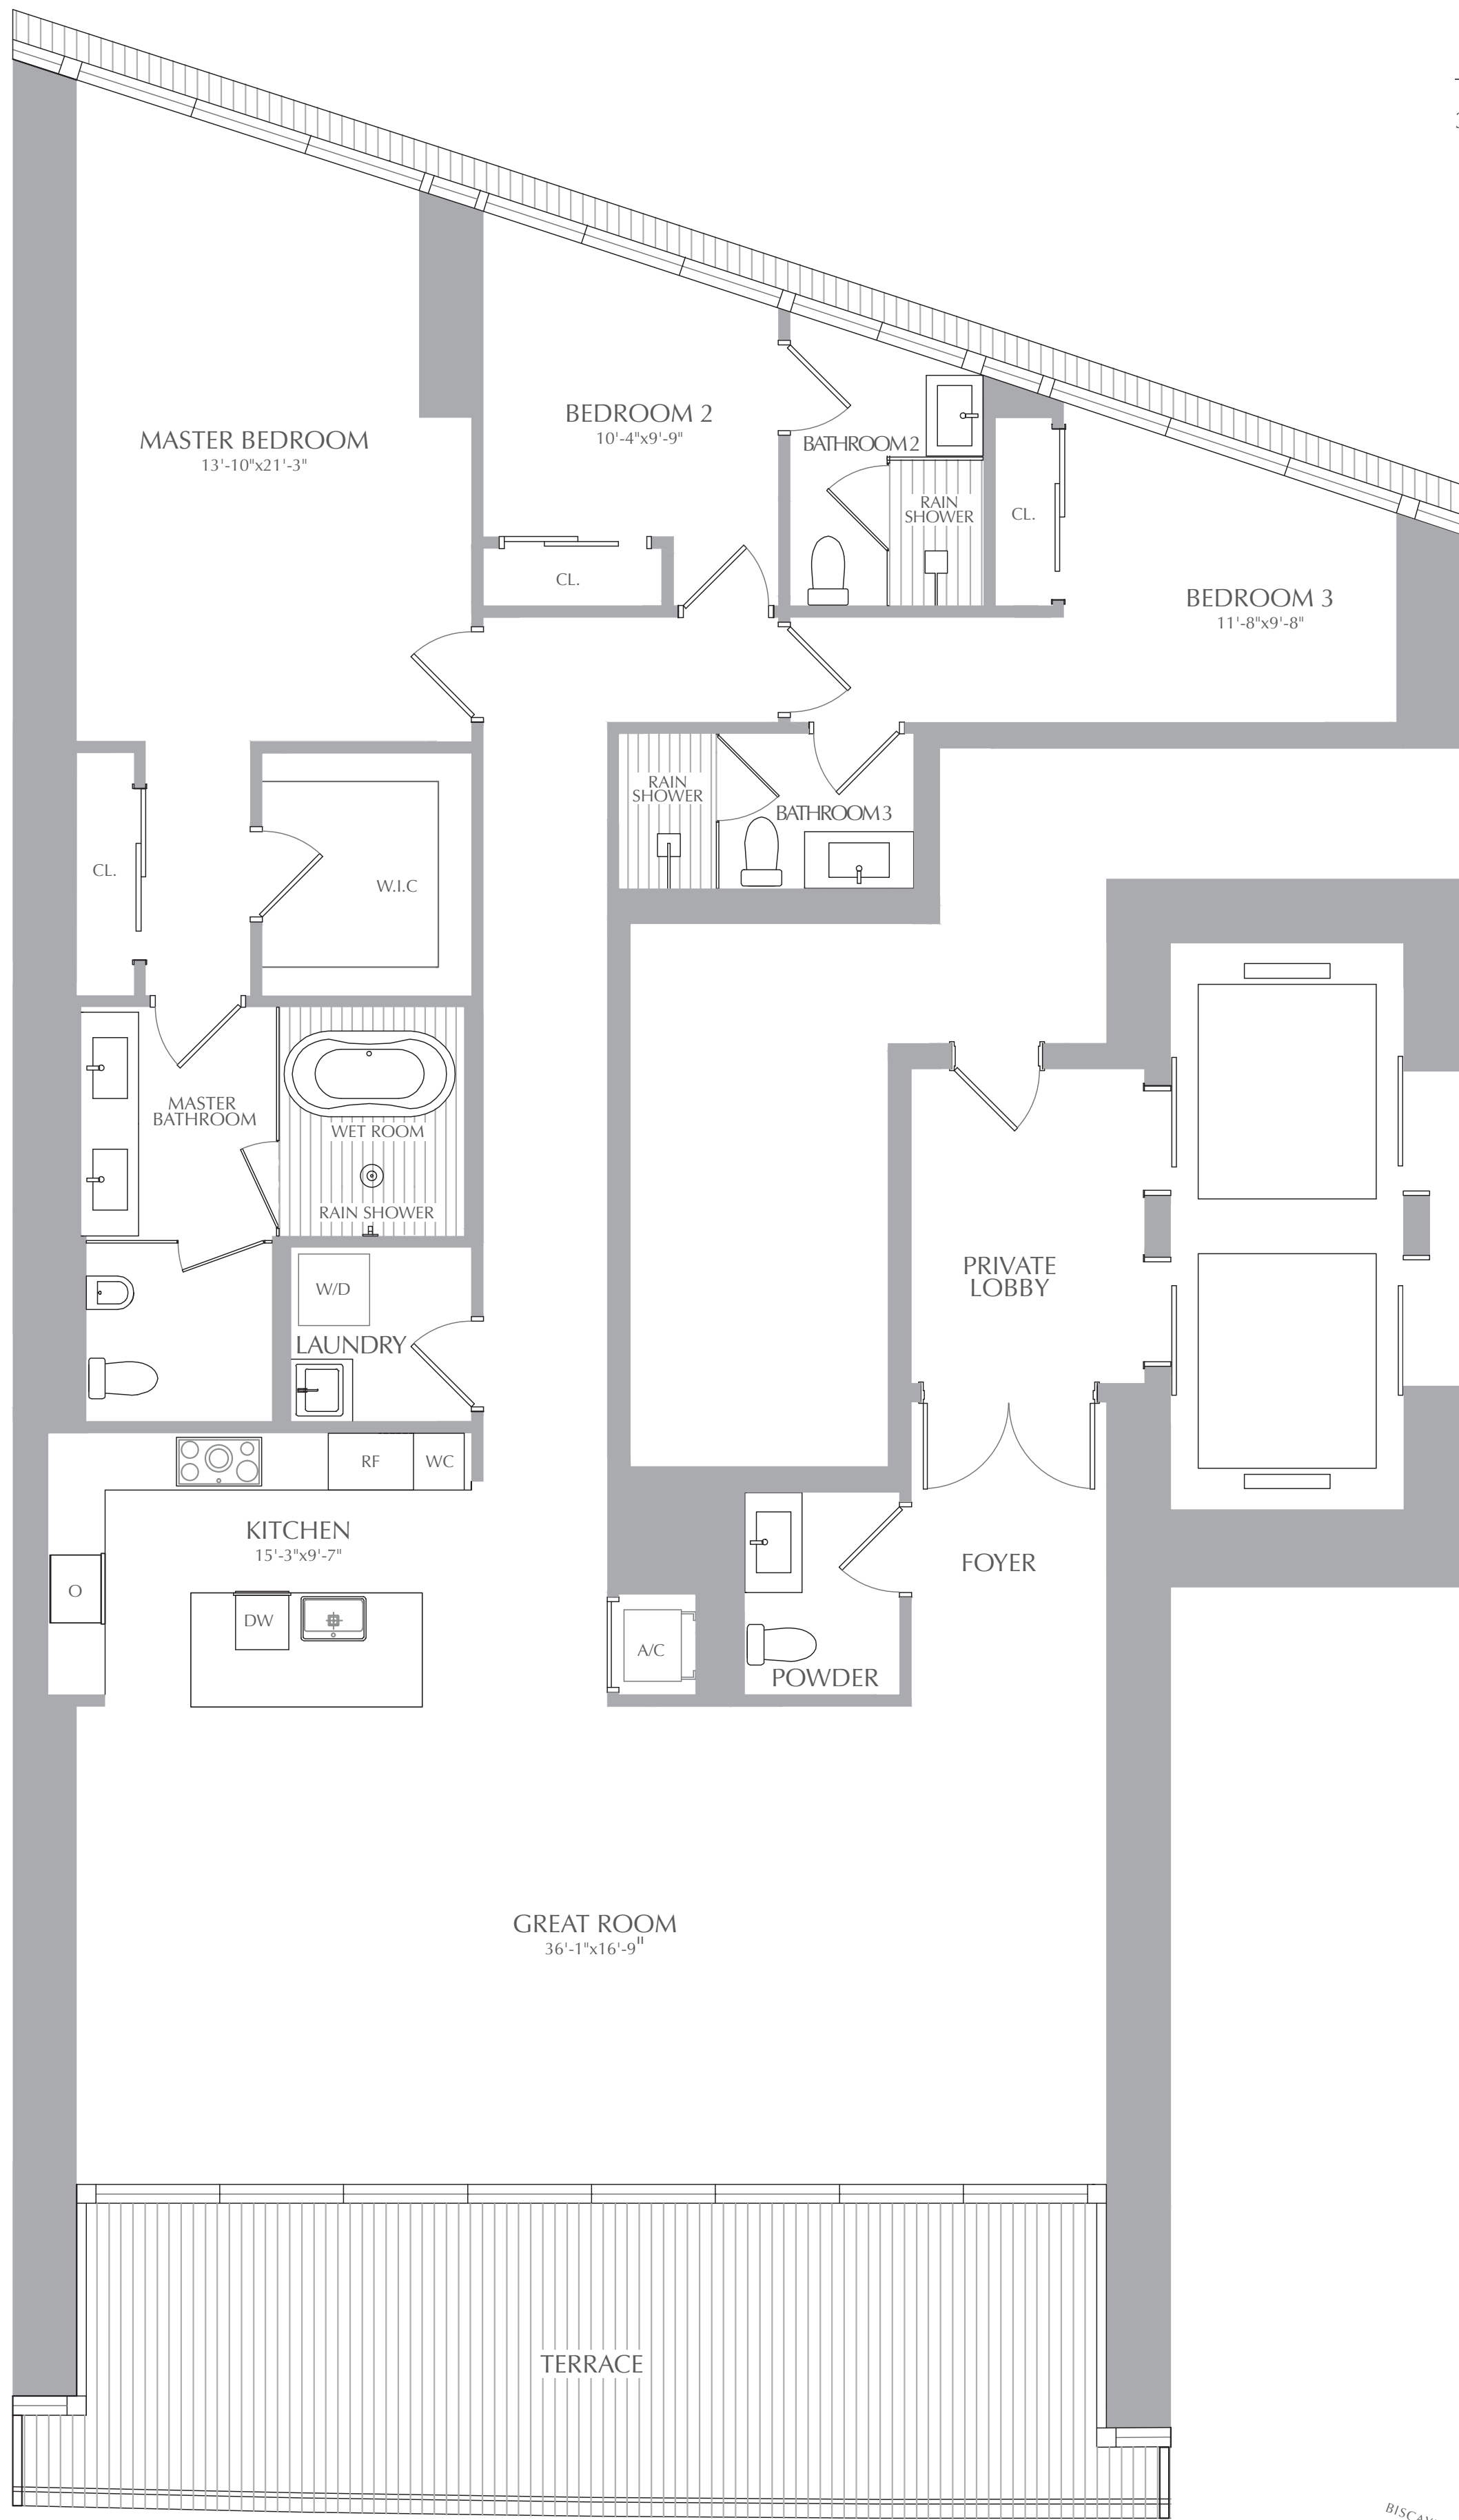 MASTER BEDROOM
13'-10"x21'-3"
BEDROOM 2
10'-4"x9'-9"
BATHROOM 2
RAIN
SHOWER
CL.
CL.
BEDROOM 3
11'-8"x9'-8"
RAIN
SHOWER
BATHROOM 3
CL.
W.I.C
MASTER
BATHROOM
WET ROOM
RAIN SHOWER
PRIVATE
LOBBY
W/D
LAUNDRY
RF
WC
KITCHEN
15'-3"x9'-7"
FOYER
O
DW
A/C
POWDER
GREAT ROOM
36'-1"x16'-9"
TERRACE